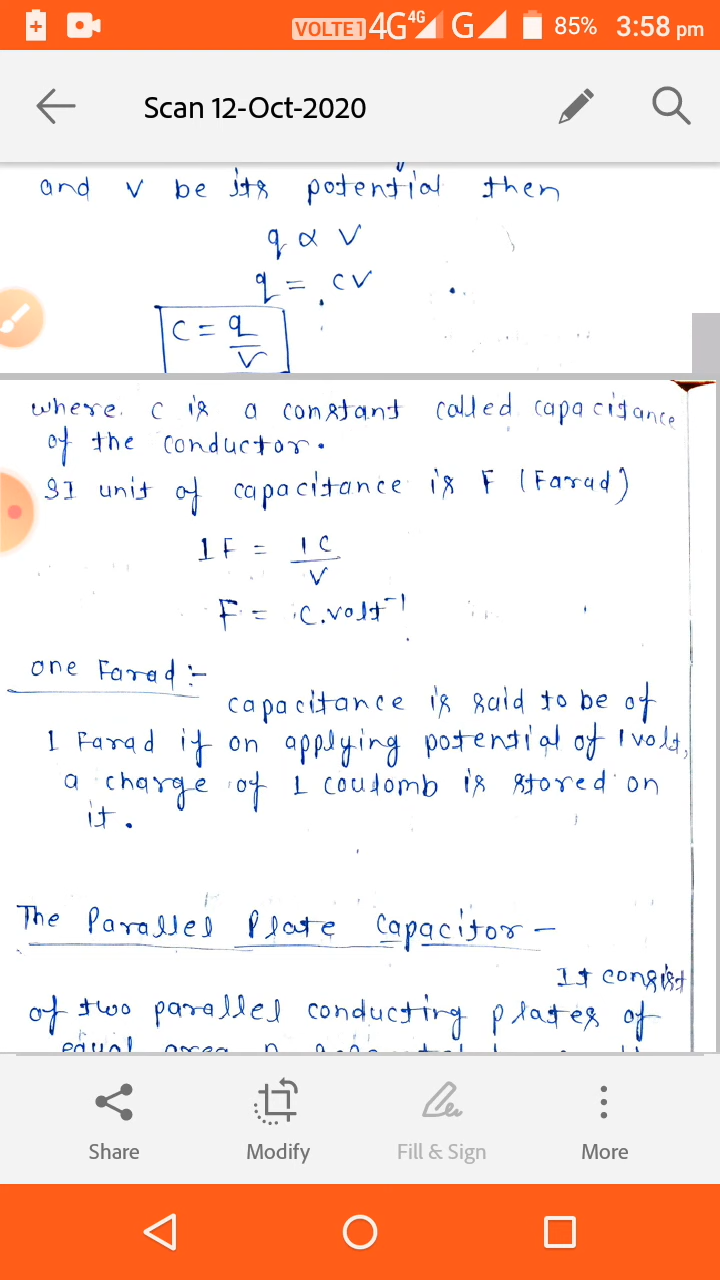 VOLTE1 4G 4G G 85% 3:58 pm
Scan 12-Oct-2020
and v be its potential then
q ∝ V
q = CV
C = q/V
where C is a constant called capacitance
of the conductor.
SI unit of capacitance is F (Farad)
1F = 1C/V
F = C.volt⁻¹
one Farad :-
capacitance is said to be of
1 Farad if on applying potential of 1 volt,
a charge of 1 coulomb is stored on
it.
The Parallel Plate Capacitor -
It consist
of two parallel conducting plates of
equal area
Share Modify Fill & Sign More